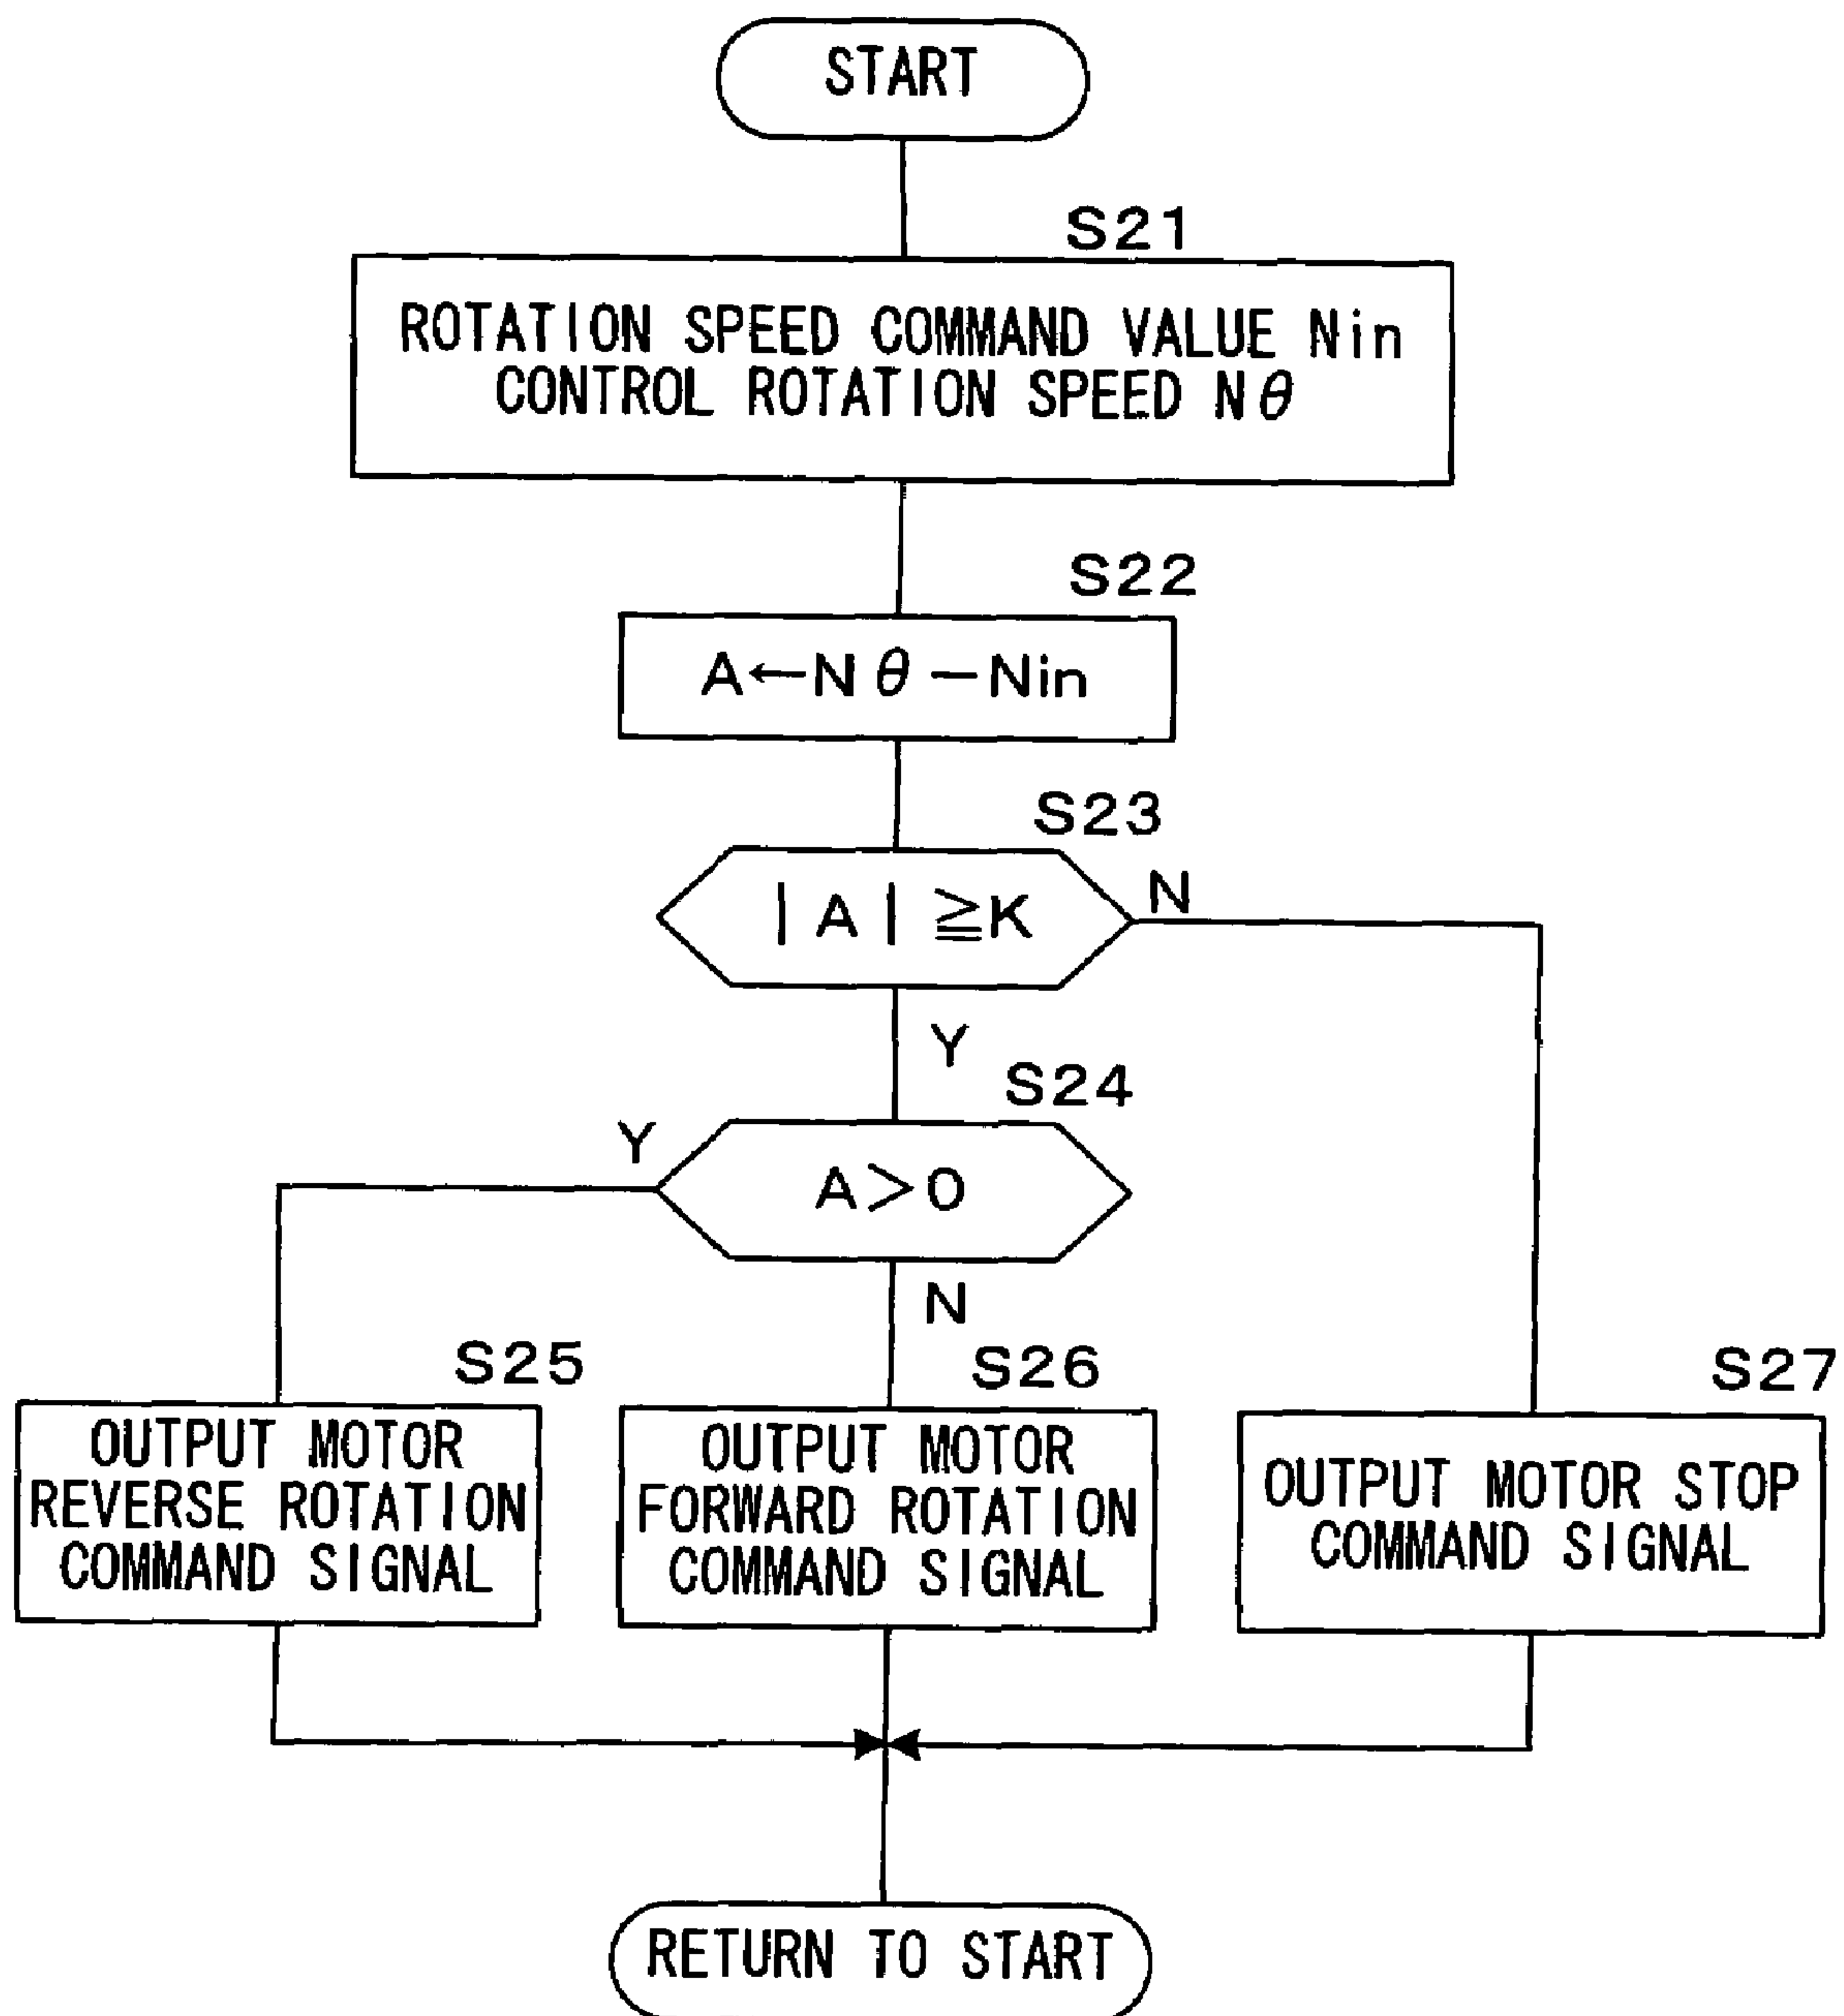 START
S21
ROTATION SPEED COMMAND VALUE Nin
CONTROL ROTATION SPEED Nθ
S22
A←Nθ−Nin
S23
|A|≧K
N
Y
S24
Y
A>0
N
S25
OUTPUT MOTOR
REVERSE ROTATION
COMMAND SIGNAL
S26
OUTPUT MOTOR
FORWARD ROTATION
COMMAND SIGNAL
S27
OUTPUT MOTOR STOP
COMMAND SIGNAL
RETURN TO START